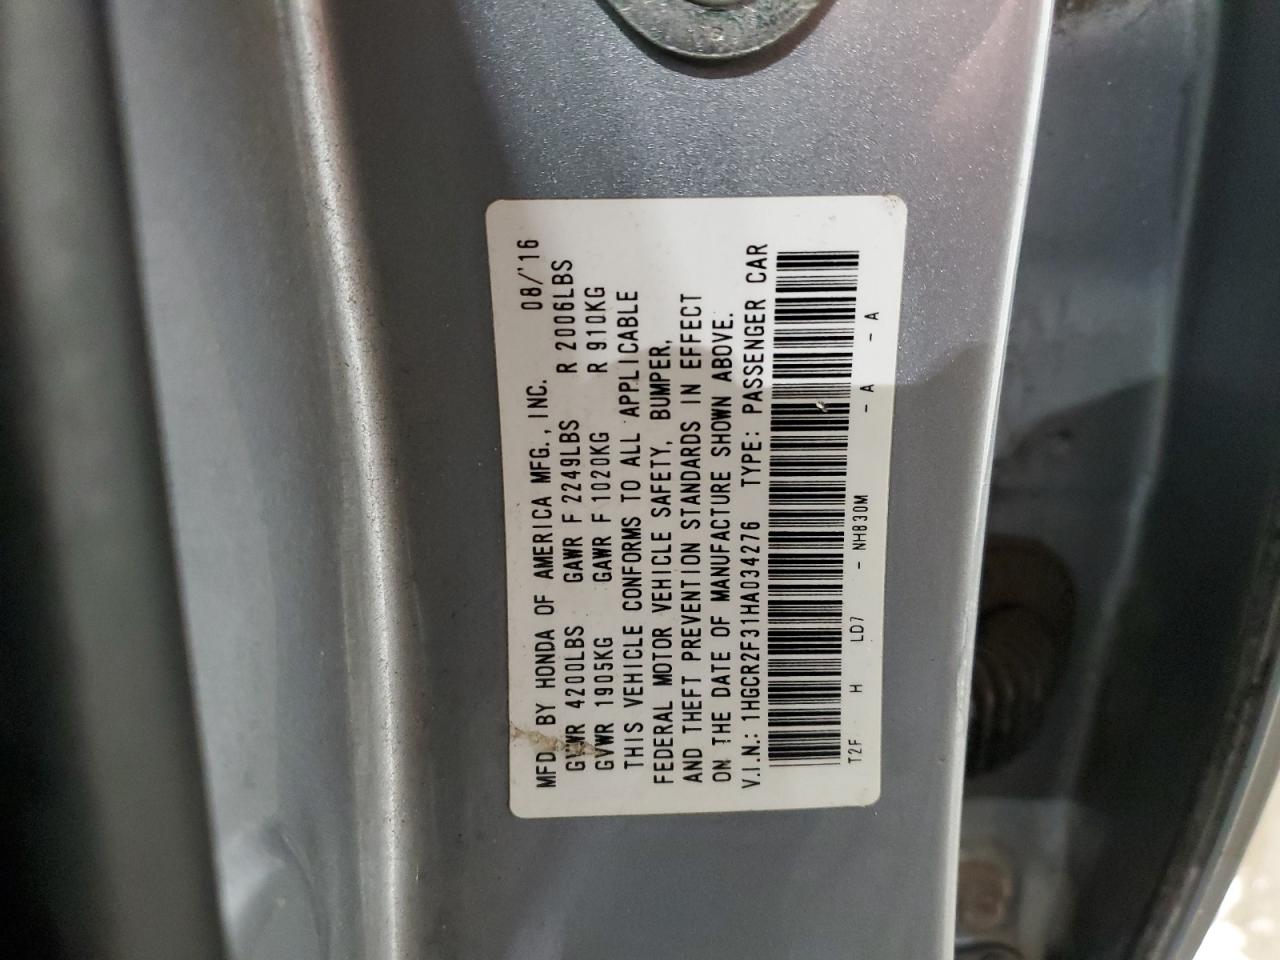 MFD BY HONDA OF AMERICA MFG., INC. 08/'16
GVWR 4200LBS GAWR F 2249LBS R 2006LBS
GVWR 1905KG GAWR F 1020KG R 910KG
THIS VEHICLE CONFORMS TO ALL APPLICABLE
FEDERAL MOTOR VEHICLE SAFETY, BUMPER,
AND THEFT PREVENTION STANDARDS IN EFFECT
ON THE DATE OF MANUFACTURE SHOWN ABOVE.
V.I.N.: 1HGCR2F31HA034276 TYPE: PASSENGER CAR
T2F H LD7 - NH830M - A - A